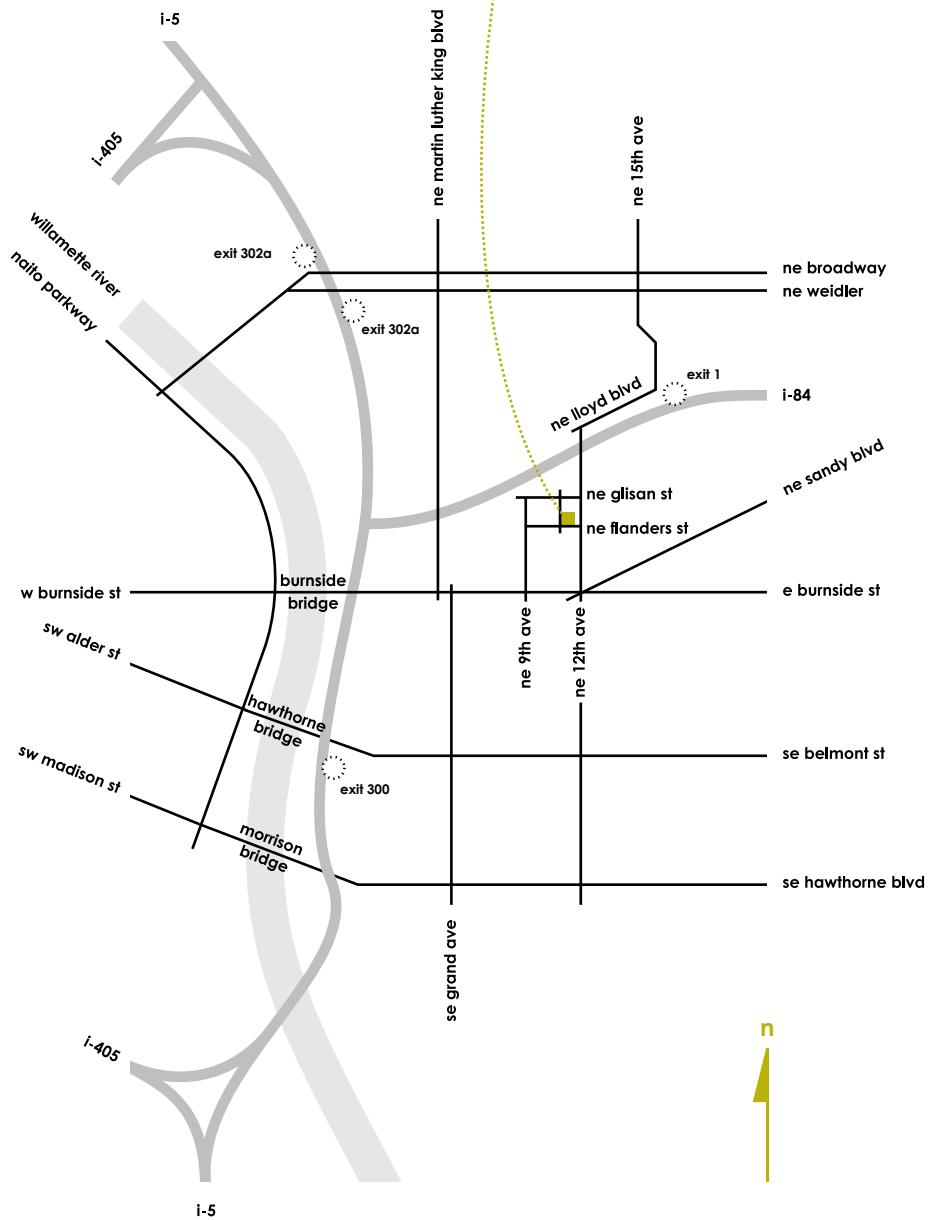 i-5
ne martin luther king blvd
i-405
ne 15th ave
willamette river
naito parkway
exit 302a
ne broadway
ne weidler
exit 302a
exit 1
i-84
ne lloyd blvd
ne sandy blvd
ne glisan st
ne flanders st
w burnside st
burnside
bridge
e burnside st
ne 9th ave
ne 12th ave
sw alder st
hawthorne
bridge
se belmont st
sw madison st
exit 300
morrison
bridge
se hawthorne blvd
se grand ave
n
i-405
i-5